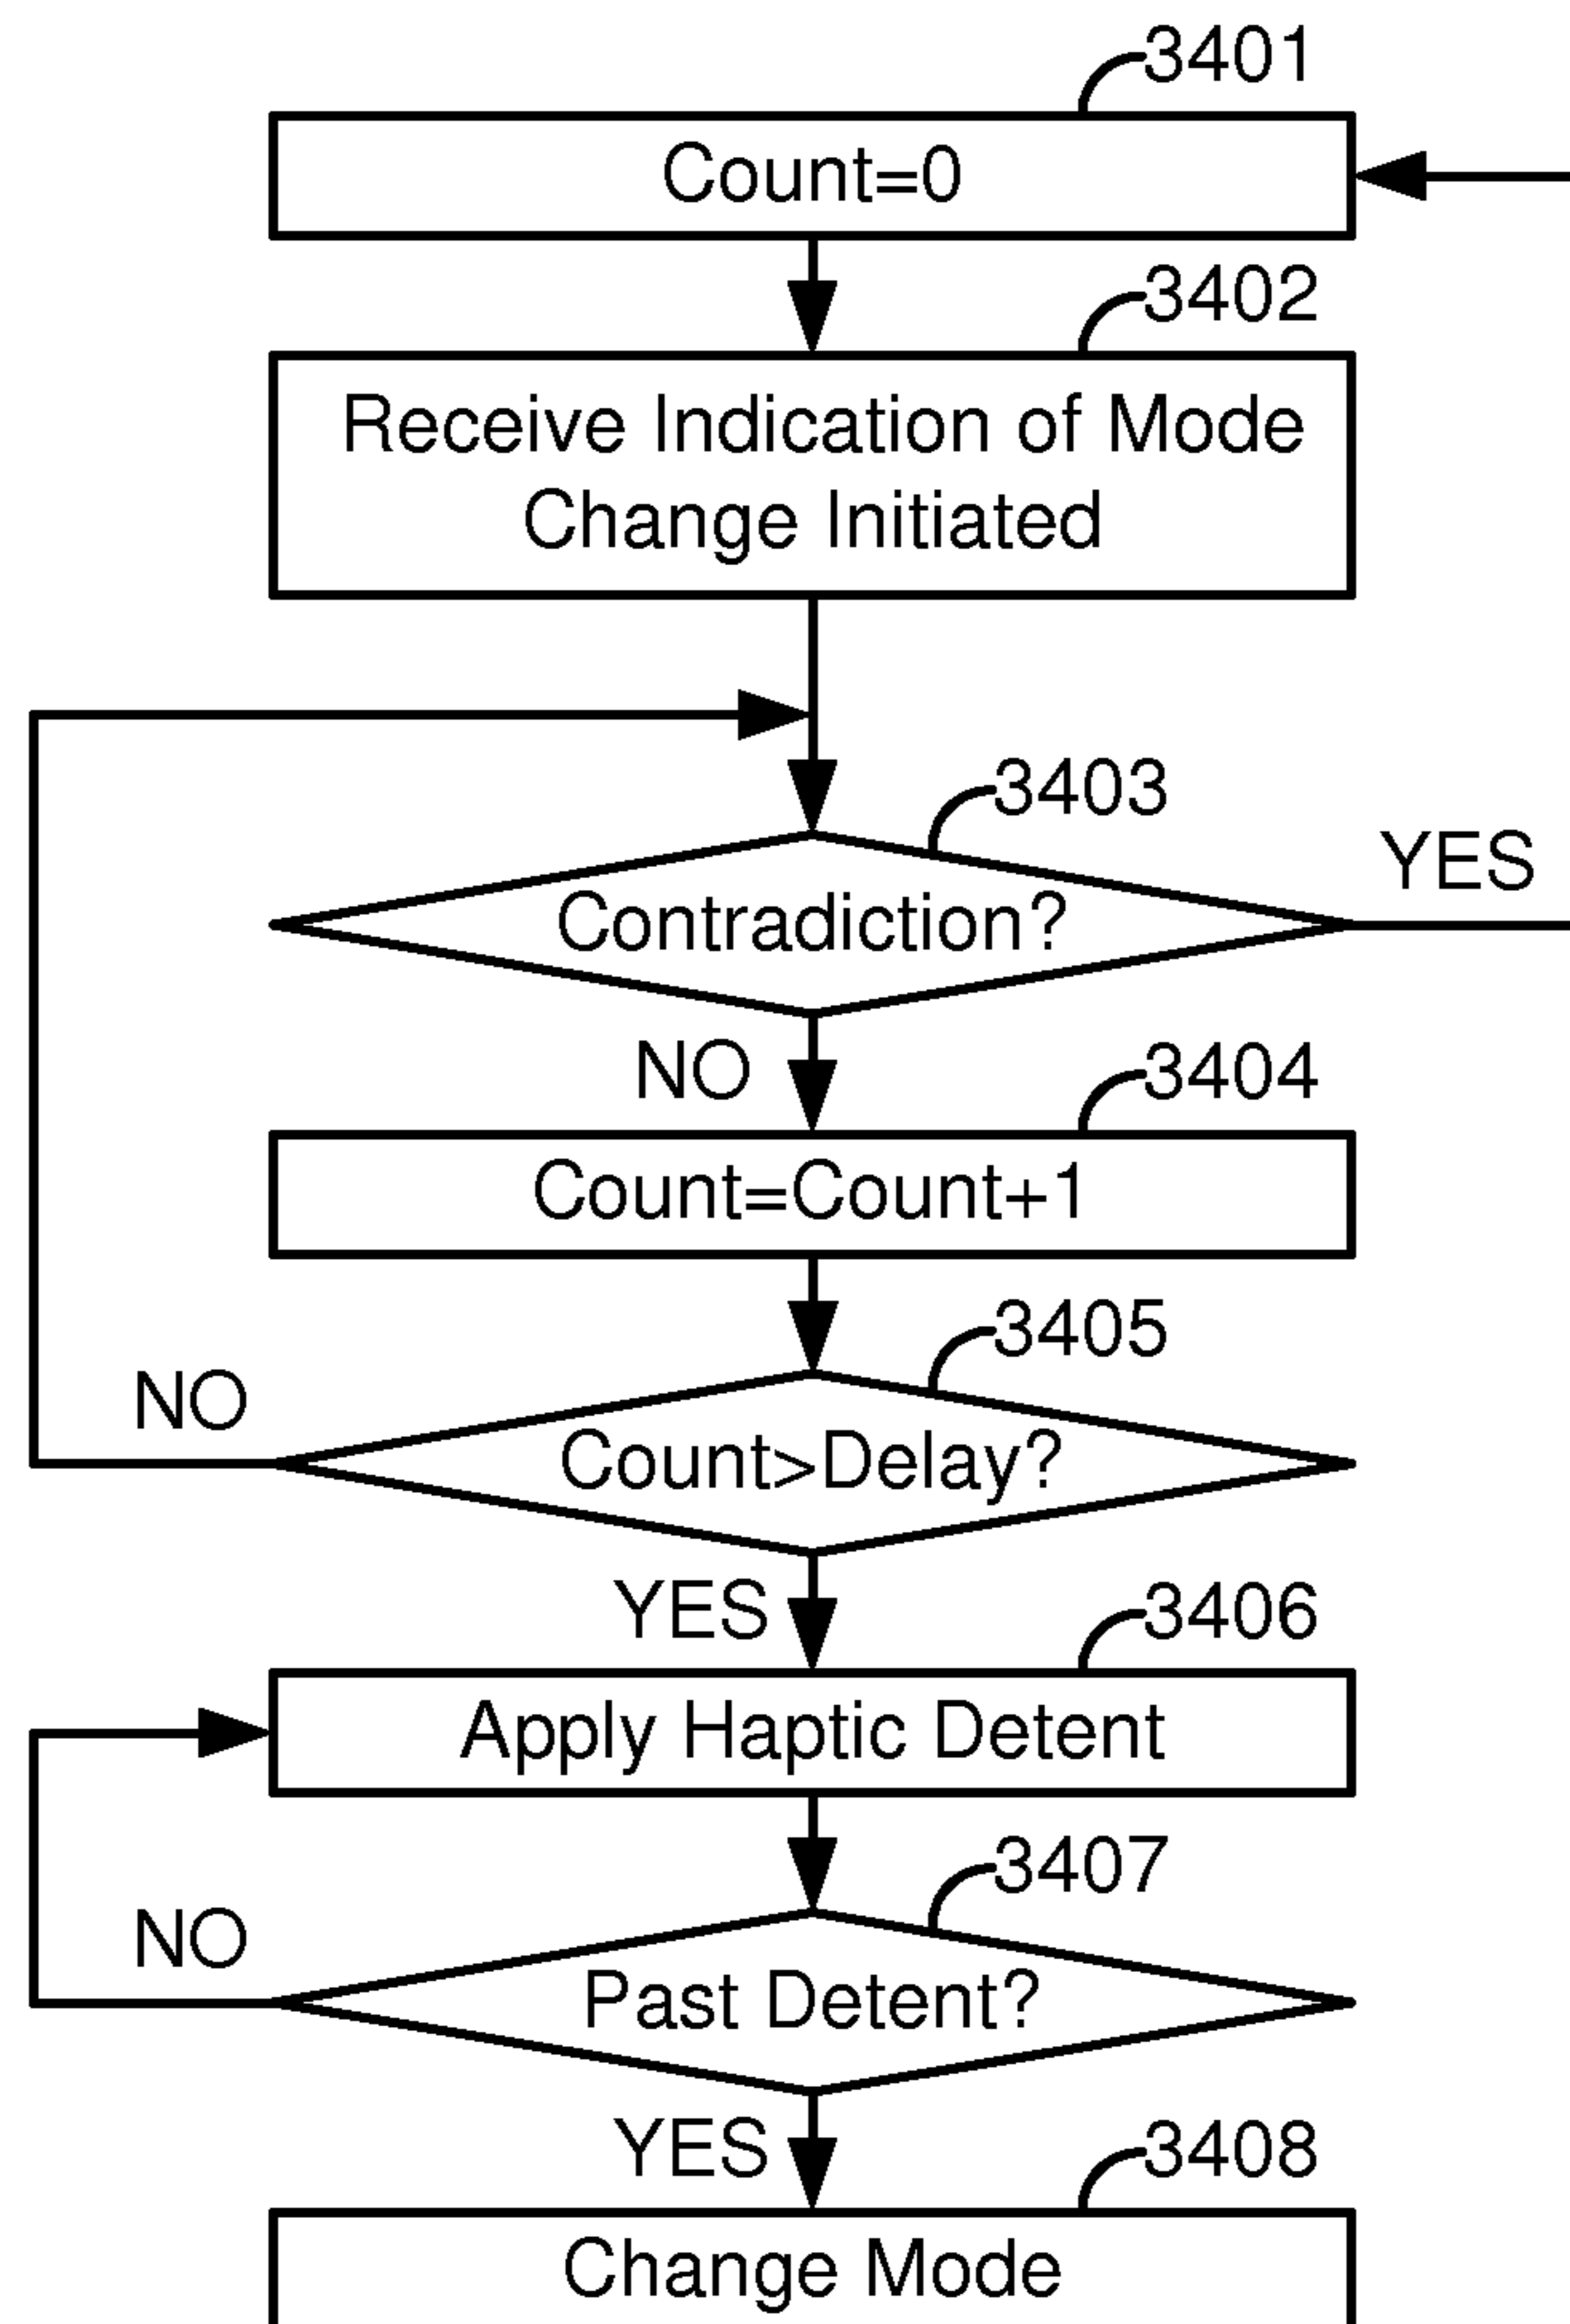 3401
Count=0
3402
Receive Indication of Mode
Change Initiated
3403
YES
Contradiction?
NO
3404
Count=Count+1
3405
NO
Count>Delay?
YES
3406
Apply Haptic Detent
3407
NO
Past Detent?
YES
3408
Change Mode